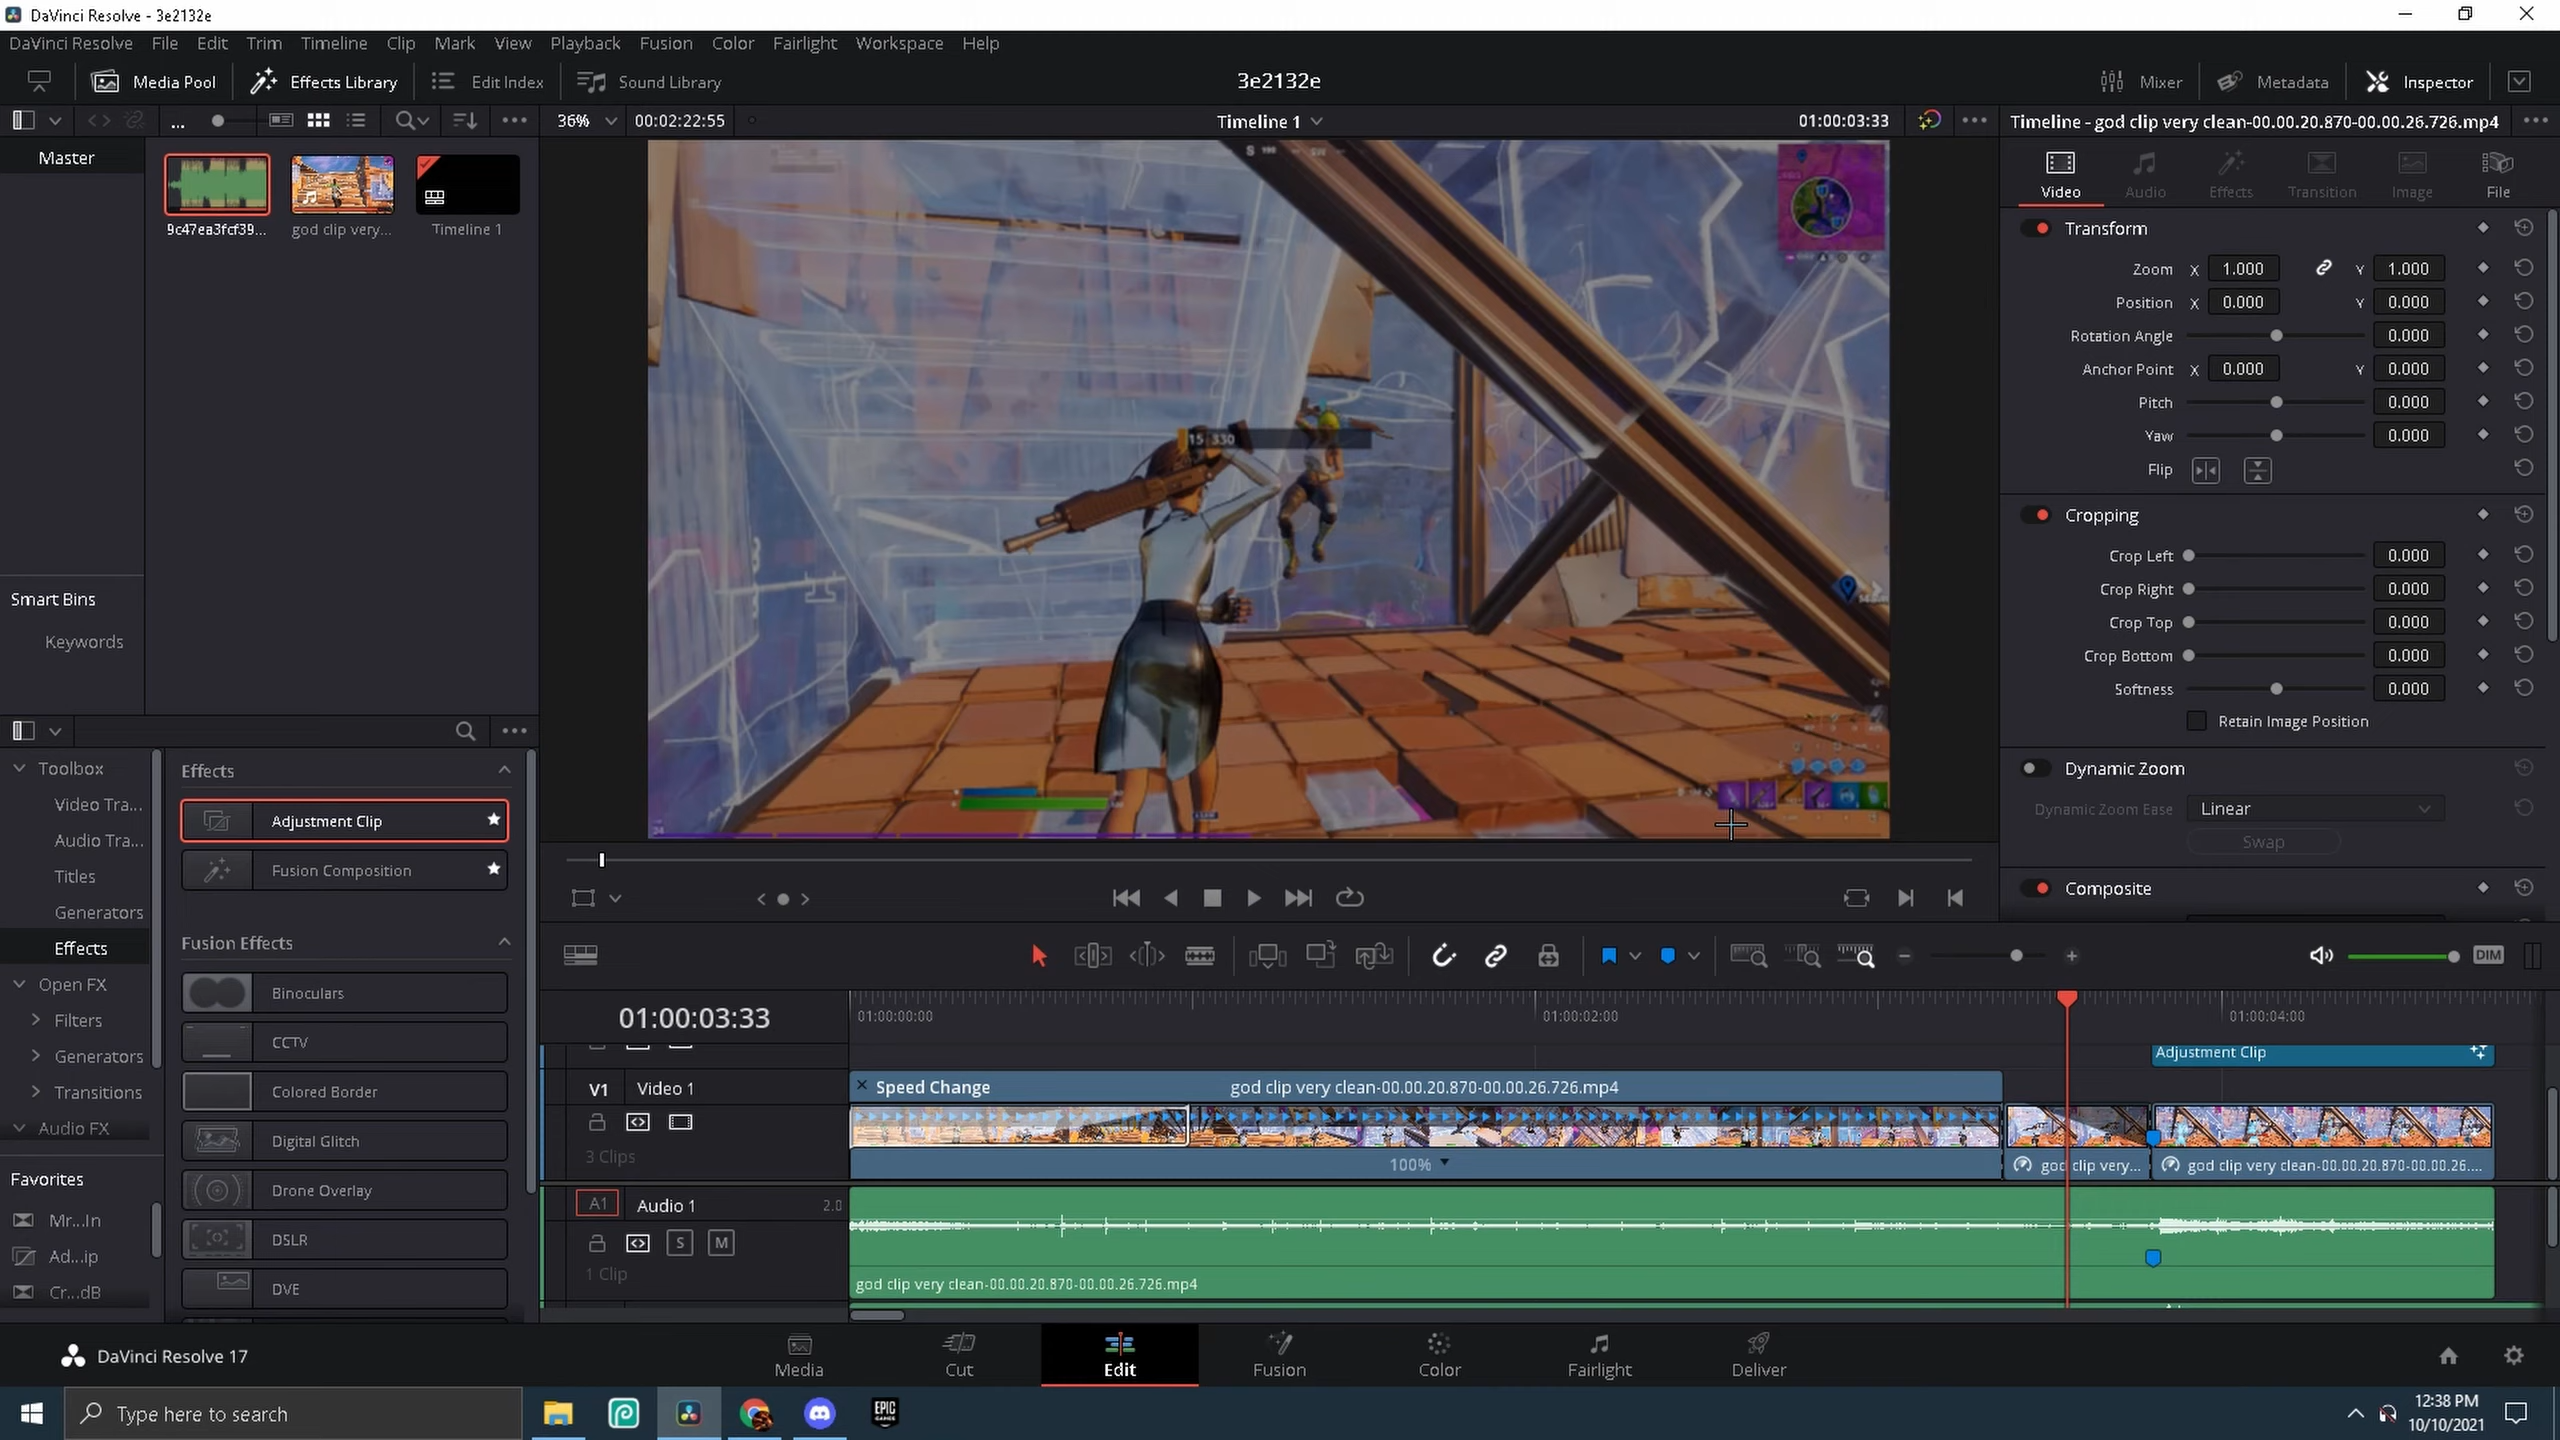 DaVinci Resolve - 3e2132e
DaVinci Resolve File Edit Trim Timeline Clip Mark View Playback Fusion Color Fairlight Workspace Help
Media Pool Effects Library Edit Index Sound Library 3e2132e Mixer Metadata Inspector
... 36% 00:02:22:55 Timeline 1 01:00:03:33 Timeline - god clip very clean-00.00.20.870-00.00.26.726.mp4
Master
9c47ea3fcf39... god clip very... Timeline 1
Video Audio Effects Transition Image File
Transform
Zoom X 1.000 Y 1.000
Position X 0.000 Y 0.000
Rotation Angle 0.000
Anchor Point X 0.000 Y 0.000
Pitch 0.000
Yaw 0.000
Flip
Cropping
Crop Left 0.000
Crop Right 0.000
Crop Top 0.000
Crop Bottom 0.000
Softness 0.000
Retain Image Position
Dynamic Zoom
Dynamic Zoom Ease Linear
Swap
Composite
S SW
15 330
Smart Bins
Keywords
Toolbox
Video Tra...
Audio Tra...
Titles
Generators
Effects
Open FX
Filters
Generators
Transitions
Audio FX
Favorites
Mr...In
Ad...ip
Cr...dB
Effects
Adjustment Clip
Fusion Composition
Fusion Effects
Binoculars
CCTV
Colored Border
Digital Glitch
Drone Overlay
DSLR
DVE
DIM
01:00:03:33 01:00:00:00 01:00:02:00 01:00:04:00
Adjustment Clip
V1 Video 1 Speed Change god clip very clean-00.00.20.870-00.00.26.726.mp4
3 Clips 100% god clip very... god clip very clean-00.00.20.870-00.00.26....
A1 Audio 1 2.0
S M
1 Clip god clip very clean-00.00.20.870-00.00.26.726.mp4
DaVinci Resolve 17 Media Cut Edit Fusion Color Fairlight Deliver
Type here to search EPIC GAMES 12:38 PM
10/10/2021